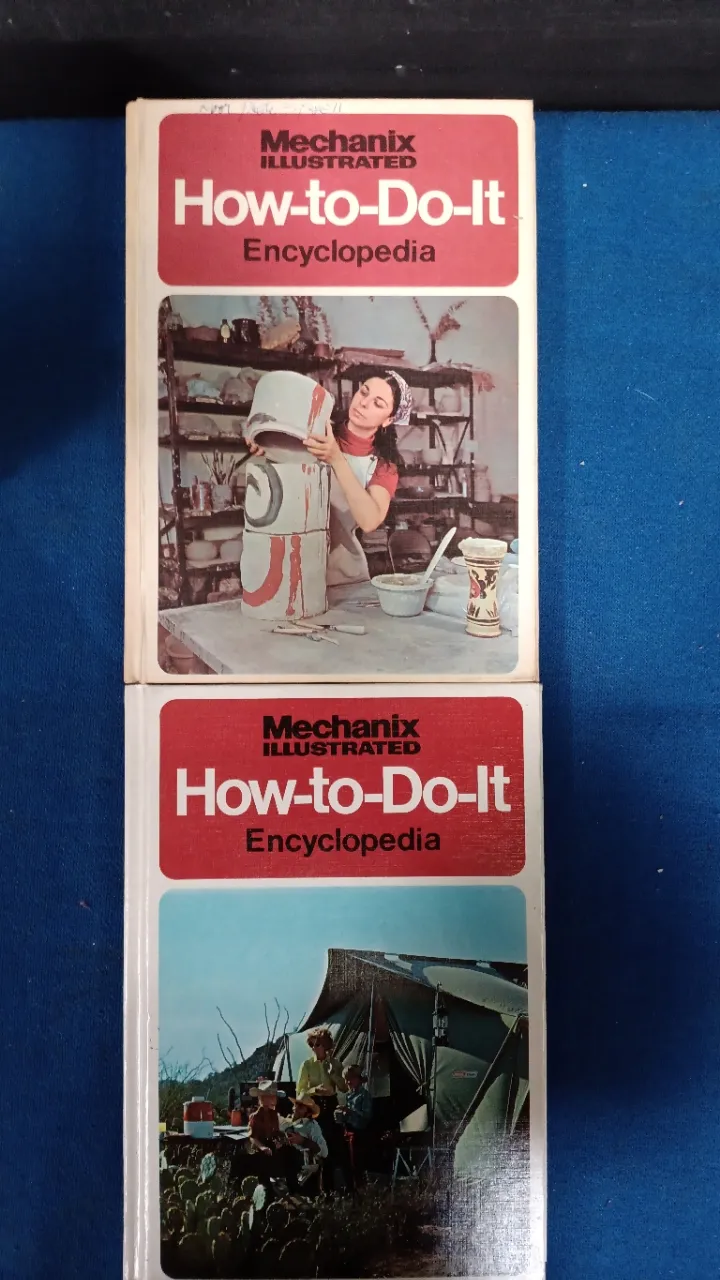 Mechanix
ILLUSTRATED
How-to-Do-It
Encyclopedia
Mechanix
ILLUSTRATED
How-to-Do-It
Encyclopedia